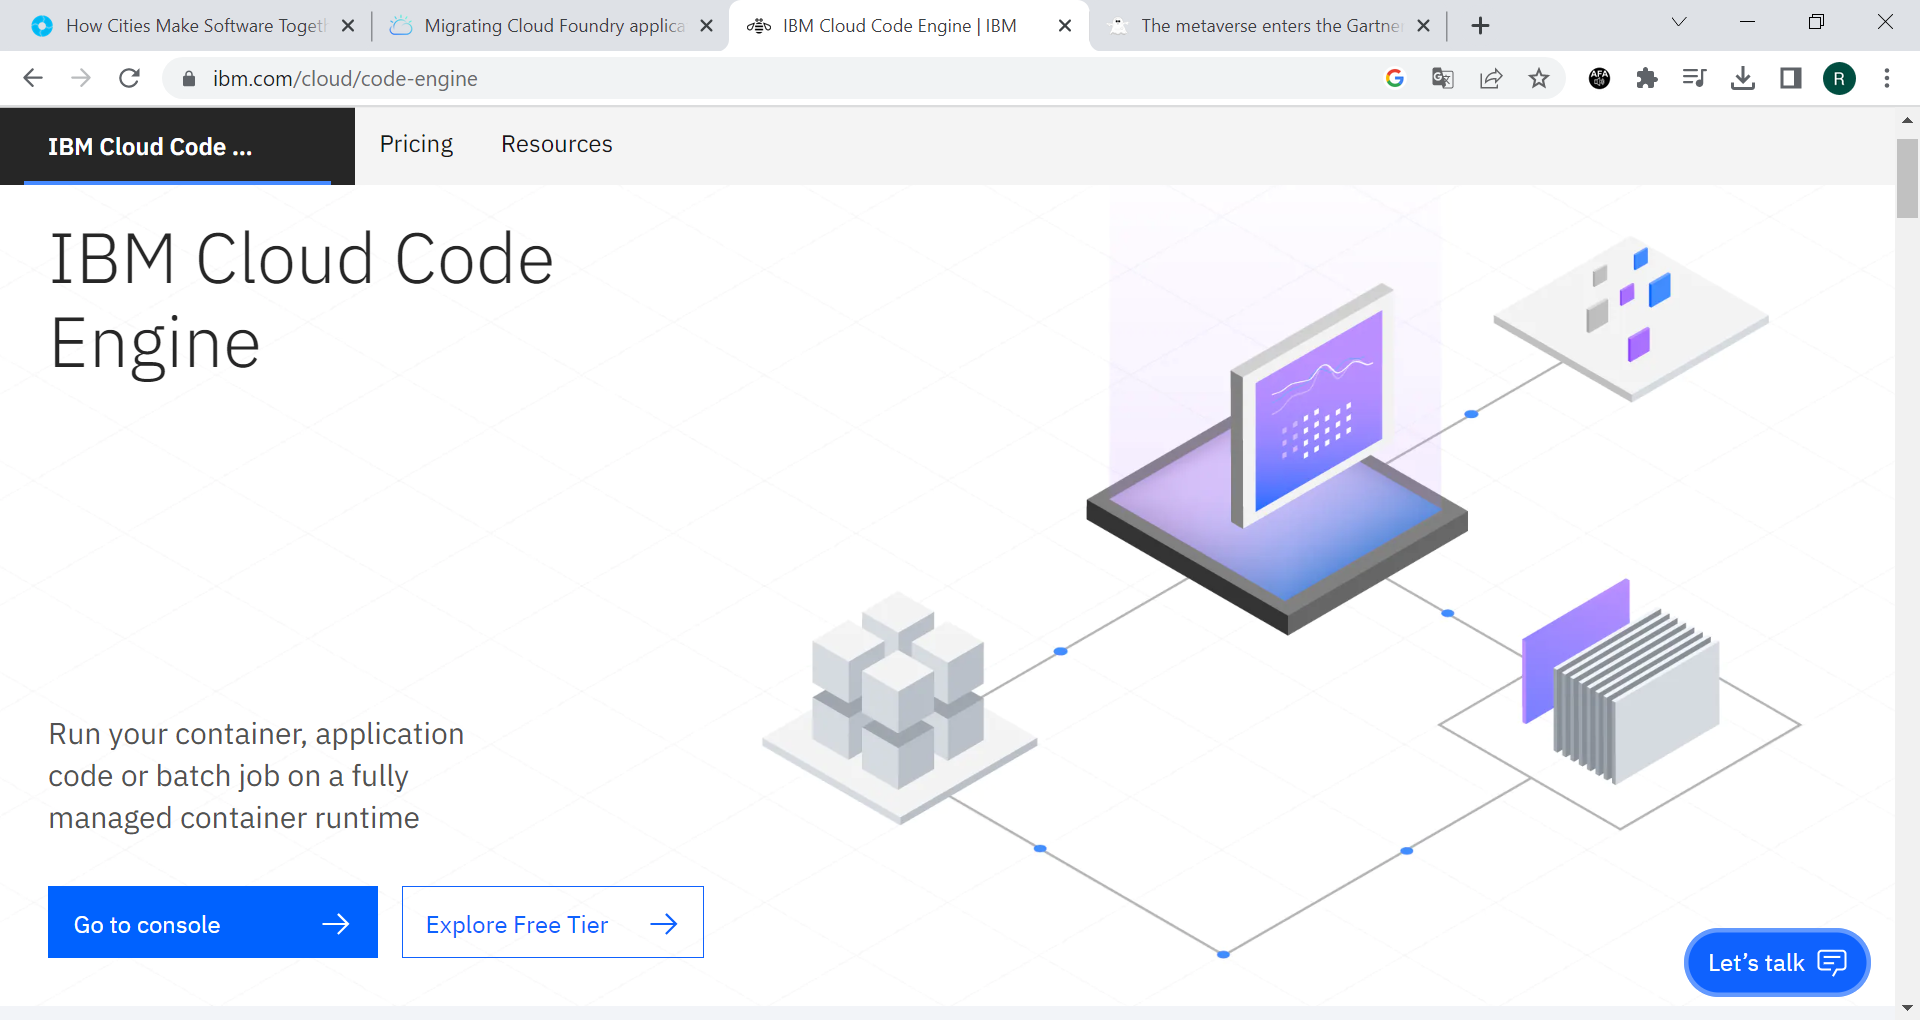 How Cities Make Software Toget
Migrating Cloud Foundry applica
IBM Cloud Code Engine | IBM
The metaverse enters the Gartne
ibm.com/cloud/code-engine
AFA
R
IBM Cloud Code ...
Pricing
Resources
IBM Cloud Code
Engine
Run your container, application
code or batch job on a fully
managed container runtime
Go to console
Explore Free Tier
Let’s talk